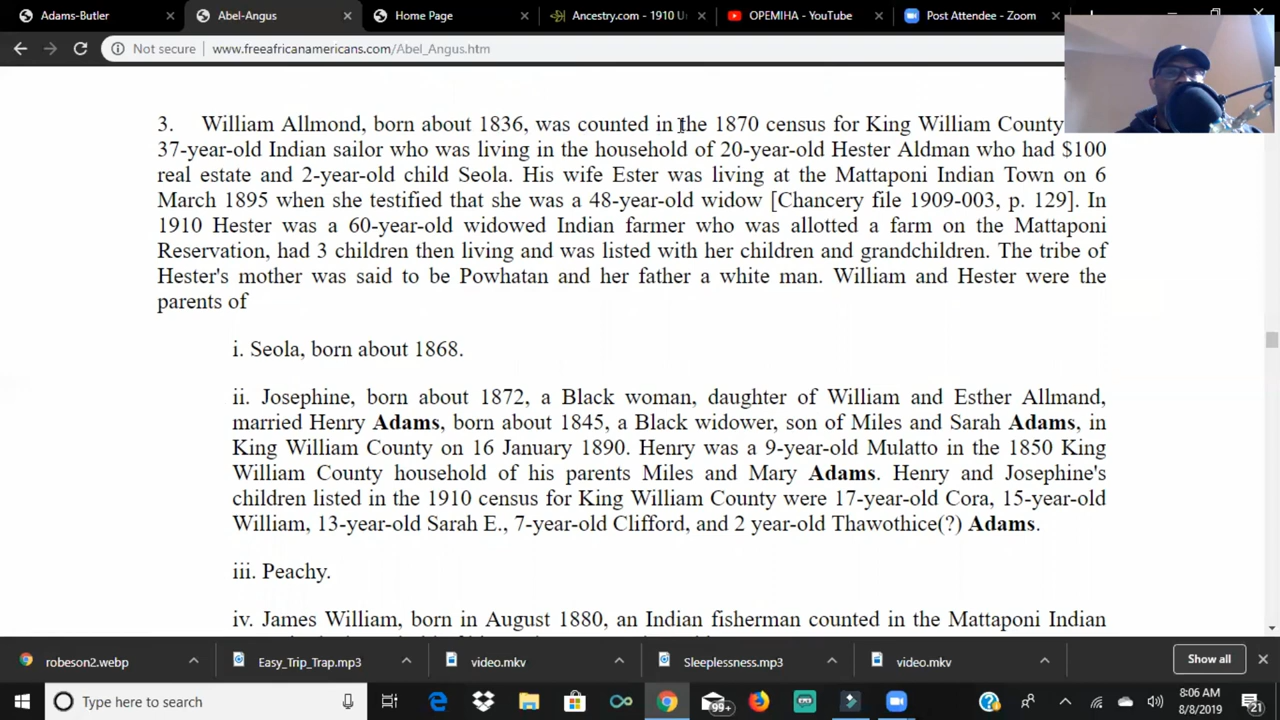 Adams-Butler
Abel-Angus
Home Page
Ancestry.com - 1910 U
OPEMIHA - YouTube
Post Attendee - Zoom
Not secure
www.freeafricanamericans.com/Abel_Angus.htm
3. William Allmond, born about 1836, was counted in the 1870 census for King William County
37-year-old Indian sailor who was living in the household of 20-year-old Hester Aldman who had $100
real estate and 2-year-old child Seola. His wife Ester was living at the Mattaponi Indian Town on 6
March 1895 when she testified that she was a 48-year-old widow [Chancery file 1909-003, p. 129]. In
1910 Hester was a 60-year-old widowed Indian farmer who was allotted a farm on the Mattaponi
Reservation, had 3 children then living and was listed with her children and grandchildren. The tribe of
Hester's mother was said to be Powhatan and her father a white man. William and Hester were the
parents of
i. Seola, born about 1868.
ii. Josephine, born about 1872, a Black woman, daughter of William and Esther Allmand,
married Henry Adams, born about 1845, a Black widower, son of Miles and Sarah Adams, in
King William County on 16 January 1890. Henry was a 9-year-old Mulatto in the 1850 King
William County household of his parents Miles and Mary Adams. Henry and Josephine's
children listed in the 1910 census for King William County were 17-year-old Cora, 15-year-old
William, 13-year-old Sarah E., 7-year-old Clifford, and 2 year-old Thawothice(?) Adams.
iii. Peachy.
iv. James William, born in August 1880, an Indian fisherman counted in the Mattaponi Indian
robeson2.webp
Easy_Trip_Trap.mp3
video.mkv
Sleeplessness.mp3
video.mkv
Show all
Type here to search
99+
8:06 AM
8/8/2019
21